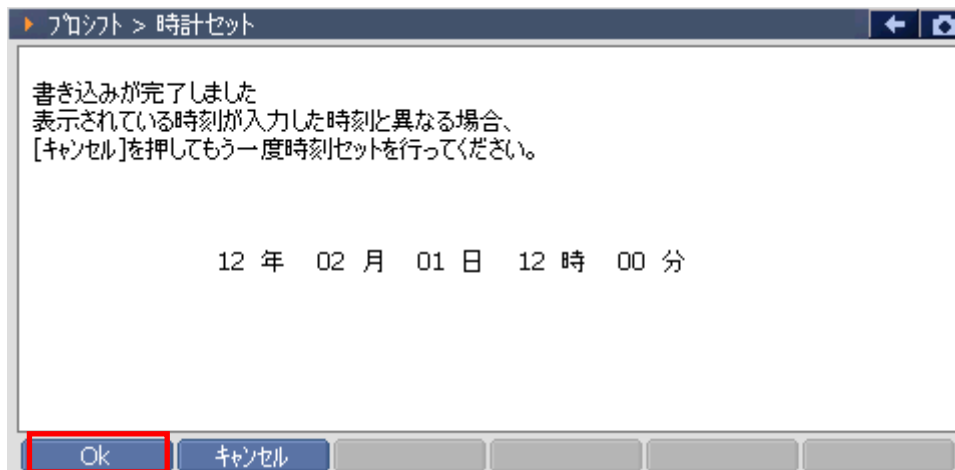 プロシフト > 時計セット
書き込みが完了しました
表示されている時刻が入力した時刻と異なる場合、
[キャンセル]を押してもう一度時刻セットを行ってください。
12 年 02 月 01 日 12 時 00 分
Ok キャンセル